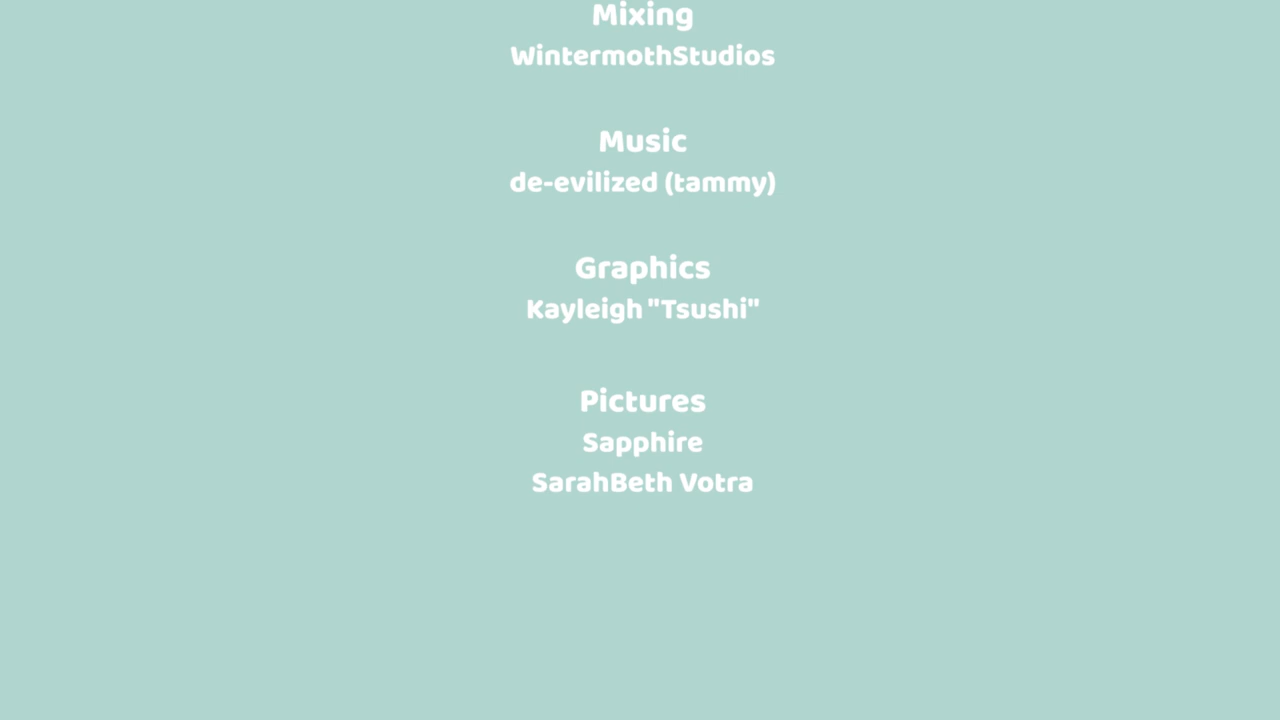 Mixing
WintermothStudios
Music
de-evilized (tammy)
Graphics
Kayleigh "Tsushi"
Pictures
Sapphire
SarahBeth Votra